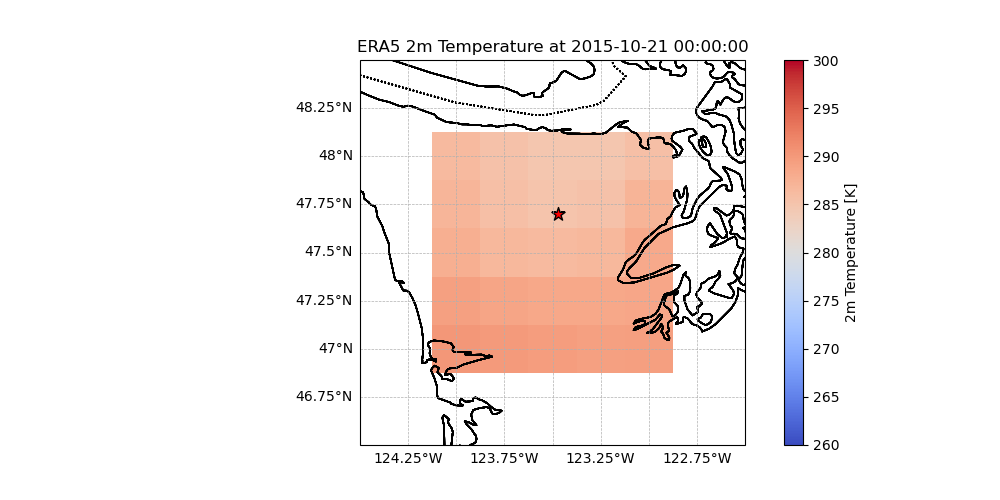 ERA5 2m Temperature at 2015-10-21 00:00:00
48.25°N
48°N
47.75°N
47.5°N
47.25°N
47°N
46.75°N
124.25°W 123.75°W 123.25°W 122.75°W
300
295
290
285
280
275
270
265
260
2m Temperature [K]